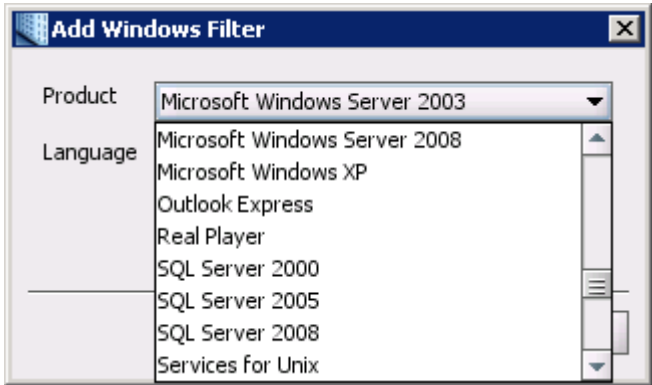 Add Windows Filter
Product
Microsoft Windows Server 2003
Language
Microsoft Windows Server 2008
Microsoft Windows XP
Outlook Express
Real Player
SQL Server 2000
SQL Server 2005
SQL Server 2008
Services for Unix